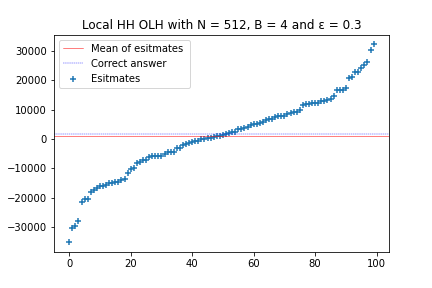 Local HH OLH with N = 512, B = 4 and ε = 0.3
Mean of esitmates
Correct answer
Esitmates
30000
20000
10000
0
−10000
−20000
−30000
0 20 40 60 80 100